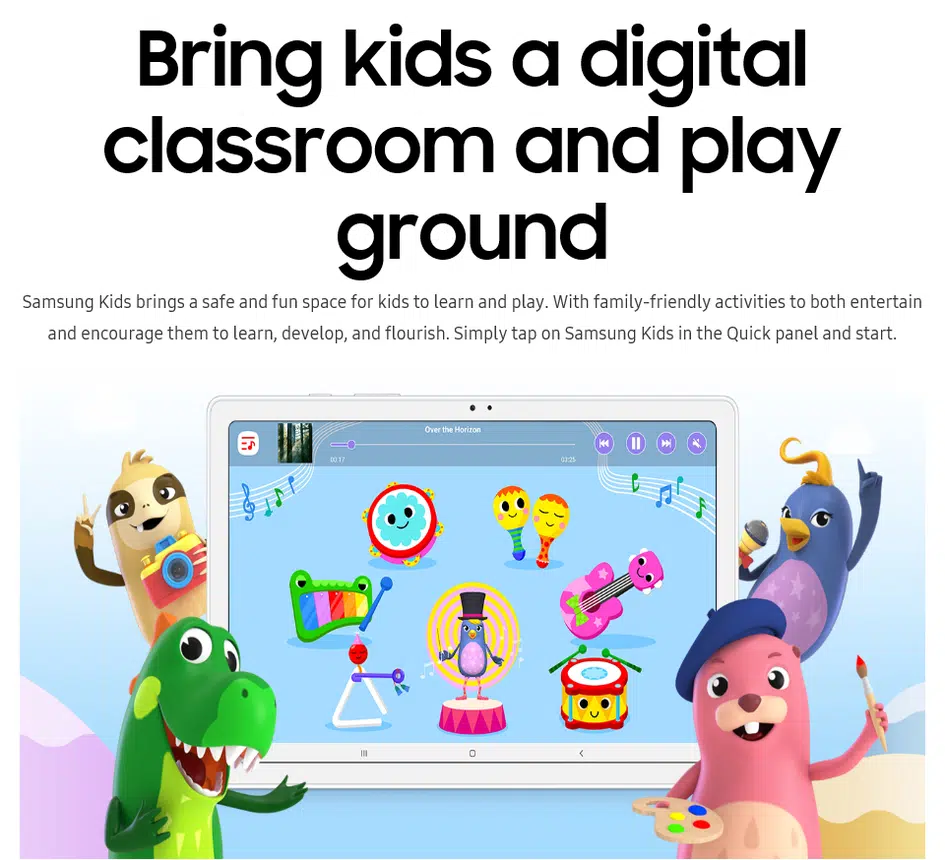 Bring kids a digital
classroom and play
ground
Samsung Kids brings a safe and fun space for kids to learn and play. With family-friendly activities to both entertain
and encourage them to learn, develop, and flourish. Simply tap on Samsung Kids in the Quick panel and start.
Over the Horizon
00:17
03:25